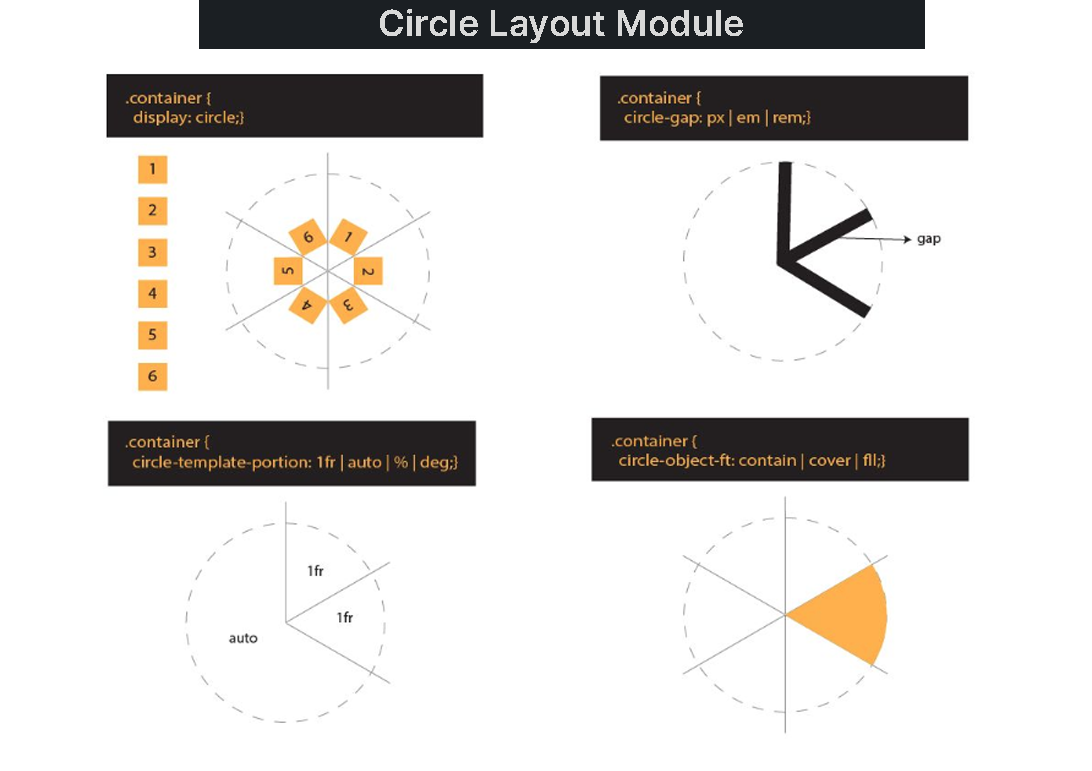 Circle Layout Module
.container {
display: circle;}
1
2
3
4
5
6
6
1
5
2
4
3
.container {
circle-gap: px | em | rem;}
gap
.container {
circle-template-portion: 1fr | auto | % | deg;}
1fr
1fr
auto
.container {
circle-object-ft: contain | cover | fll;}